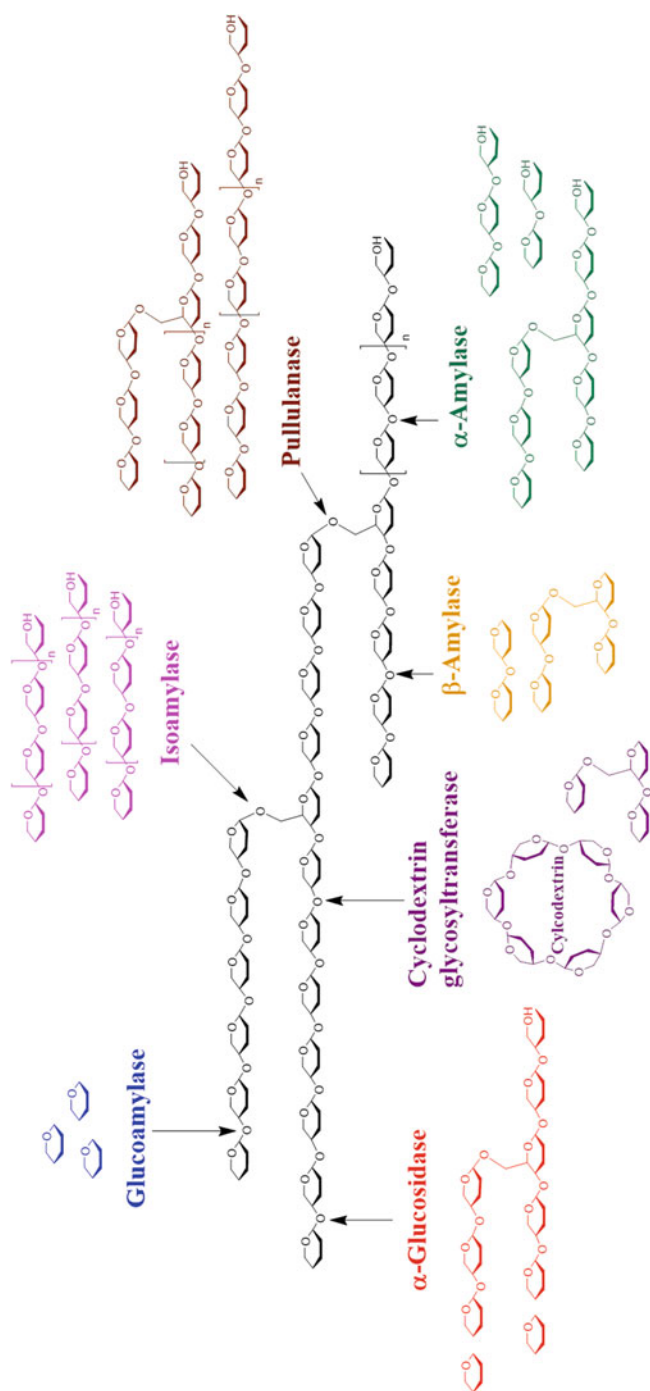 Glucoamylase
Isoamylase
Pullulanase
α-Glucosidase
Cyclodextrin
glycosyltransferase
Cylcodextrin
β-Amylase
α-Amylase